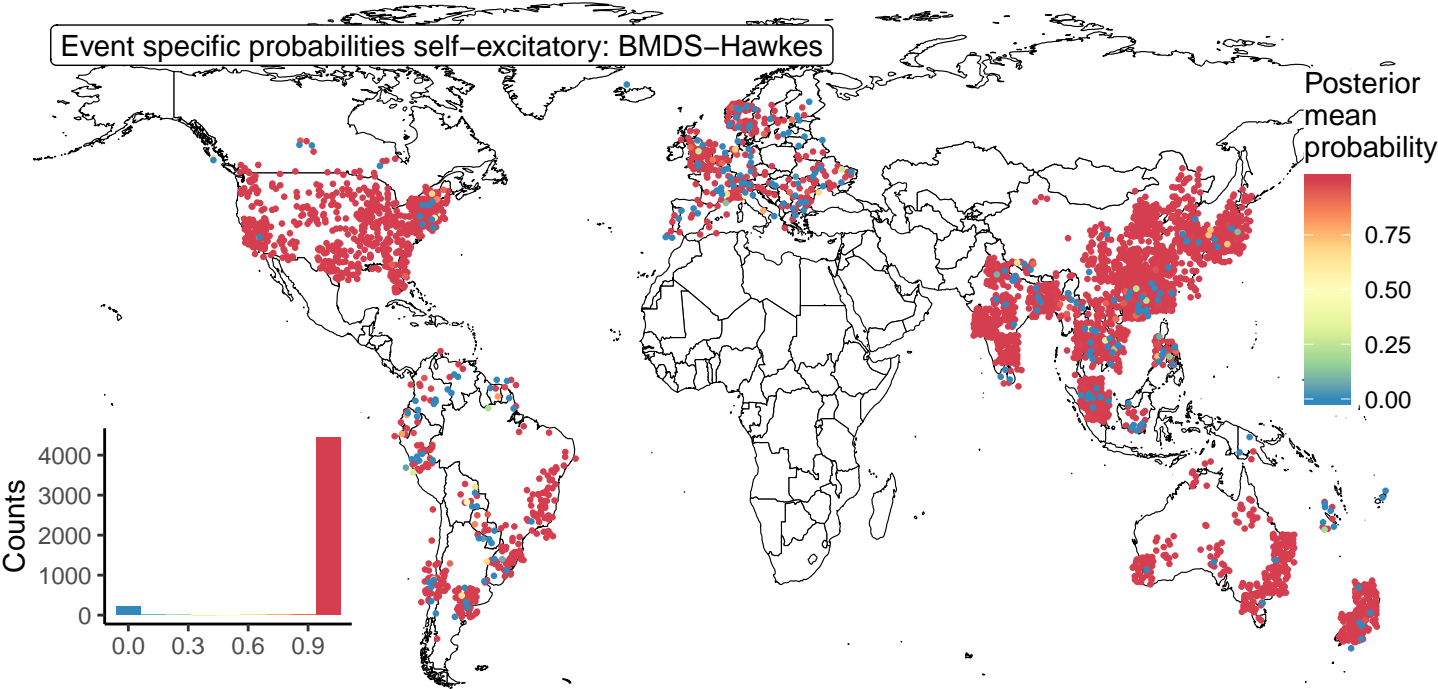 Event specific probabilities self−excitatory: BMDS−Hawkes
Posterior
mean
probability
0.75
0.50
0.25
0.00
Counts
4000
3000
2000
1000
0
0.0 0.3 0.6 0.9